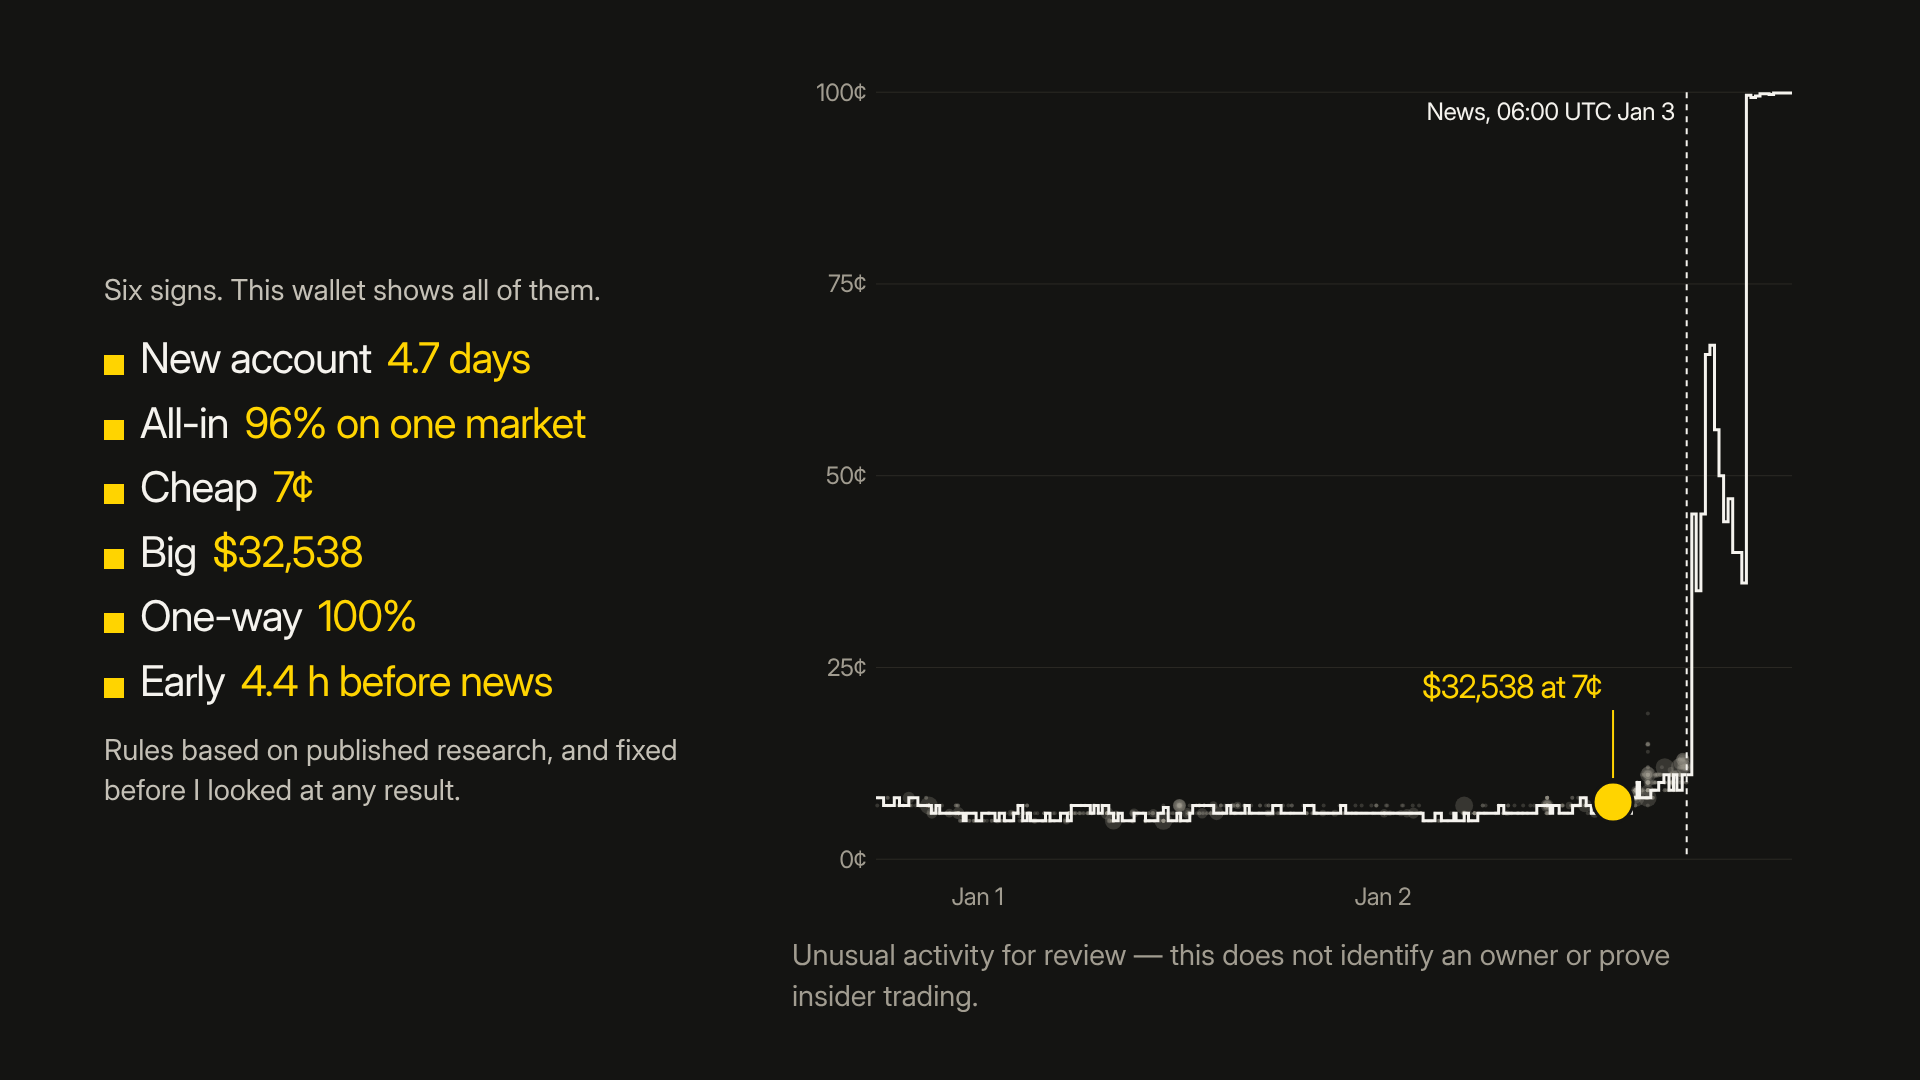 Six signs. This wallet shows all of them.
New account 4.7 days
All-in 96% on one market
Cheap 7¢
Big $32,538
One-way 100%
Early 4.4 h before news
Rules based on published research, and fixed
before I looked at any result.
100¢
75¢
50¢
25¢
0¢
News, 06:00 UTC Jan 3
$32,538 at 7¢
Jan 1
Jan 2
Unusual activity for review — this does not identify an owner or prove
insider trading.